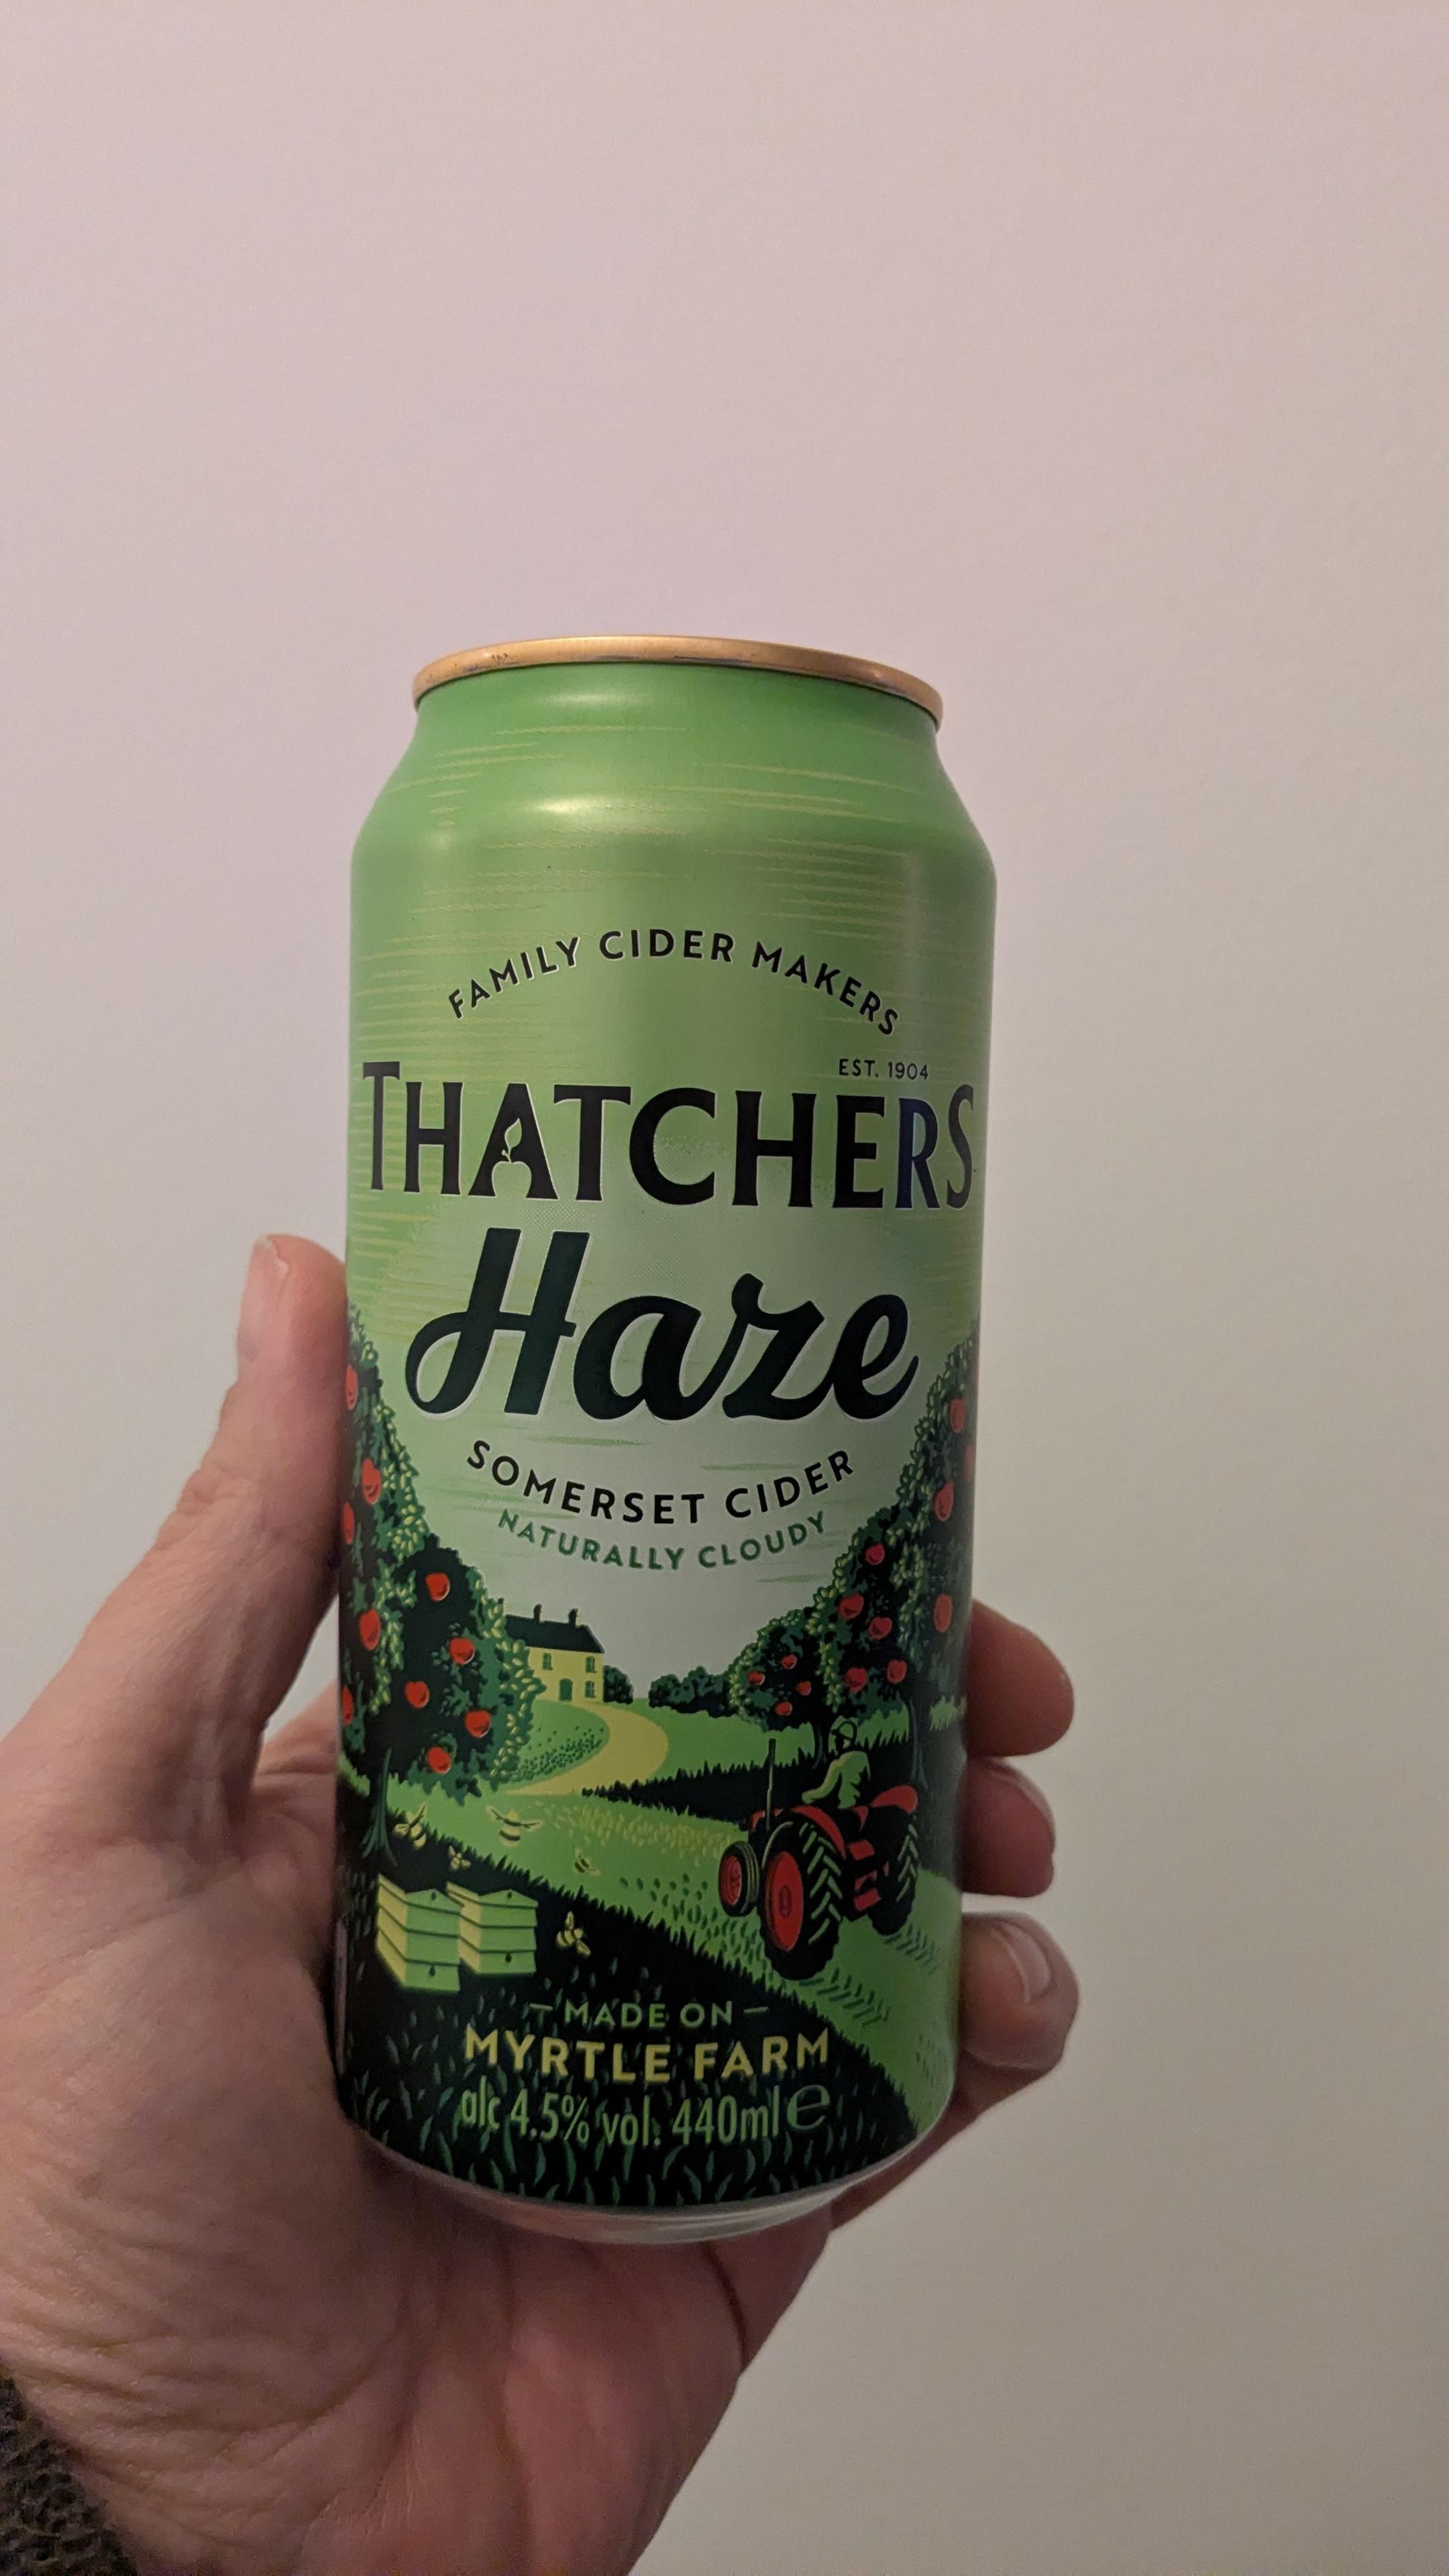 FAMILY CIDER MAKERS
EST. 1904
THATCHERS
Haze
SOMERSET CIDER
NATURALLY CLOUDY
– MADE ON –
MYRTLE FARM
alc 4.5% vol. 440ml ℮